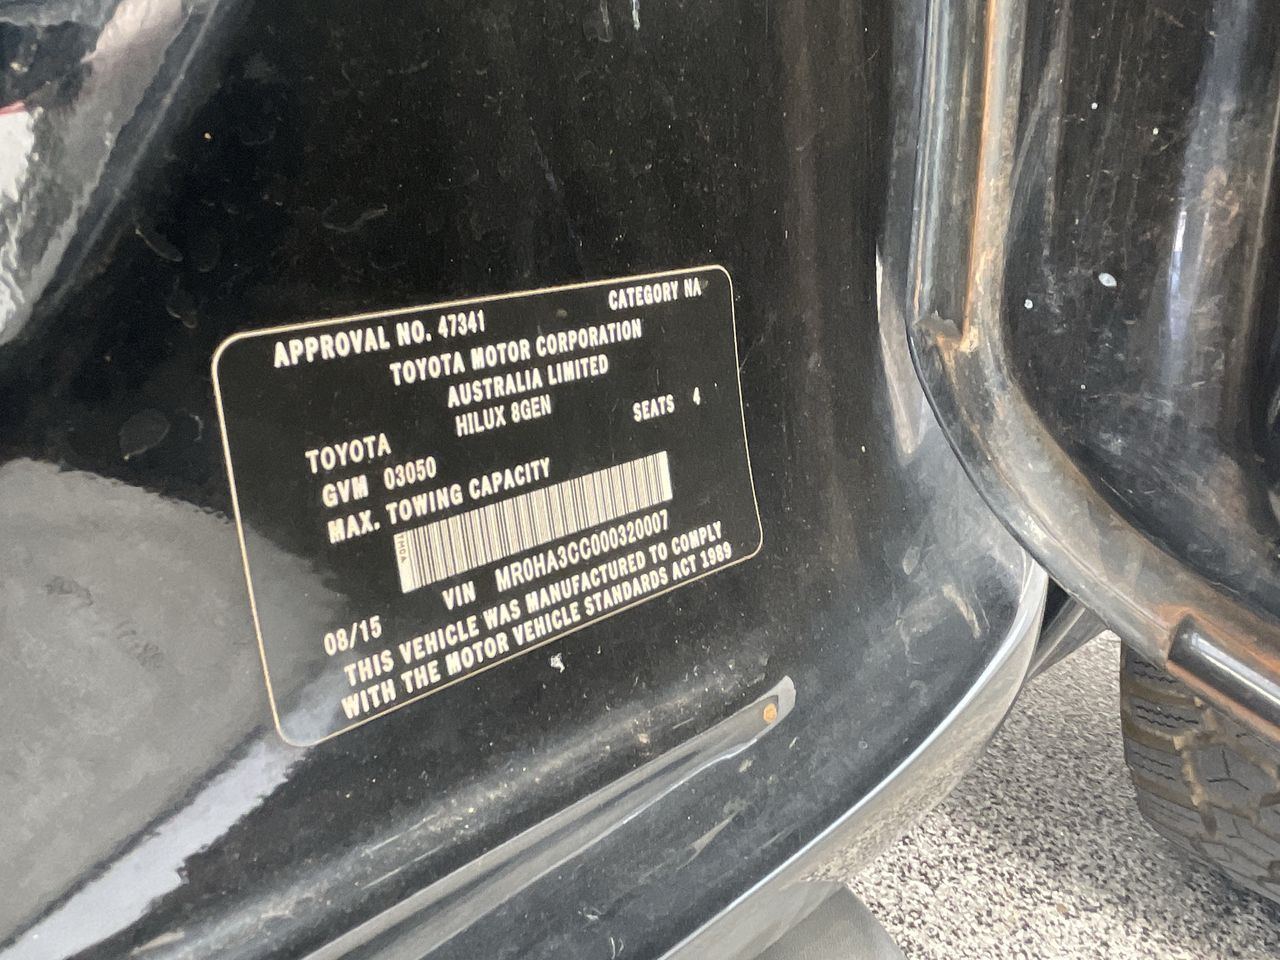 APPROVAL NO. 47341 CATEGORY NA
TOYOTA MOTOR CORPORATION
AUSTRALIA LIMITED
HILUX 8GEN
TOYOTA SEATS 4
GVM 03050
MAX. TOWING CAPACITY
TMCA
VIN MR0HA3CC000320007
08/15
THIS VEHICLE WAS MANUFACTURED TO COMPLY
WITH THE MOTOR VEHICLE STANDARDS ACT 1989